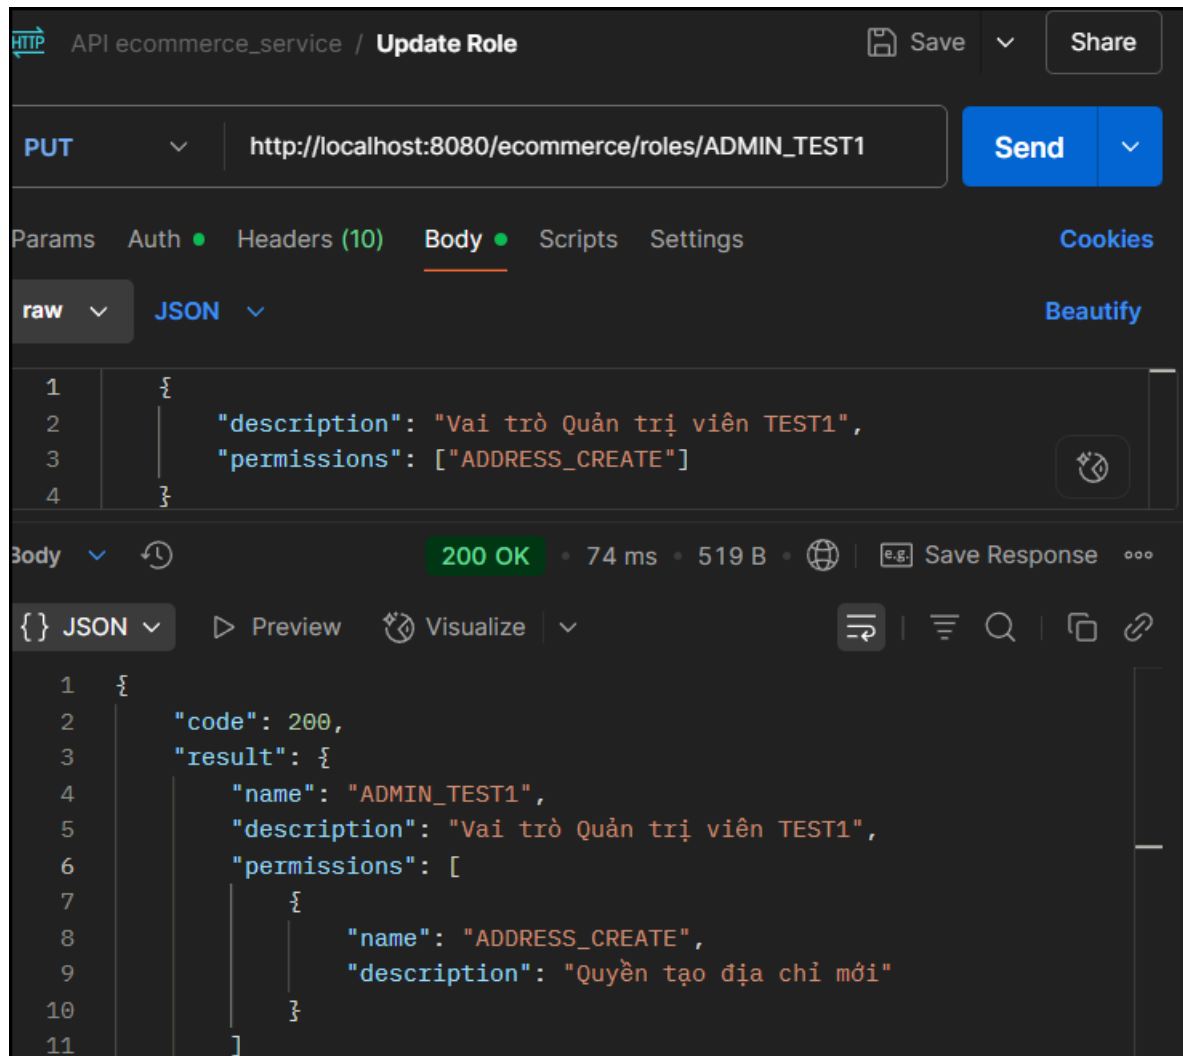 HTTP API ecommerce_service / Update Role Save Share
PUT http://localhost:8080/ecommerce/roles/ADMIN_TEST1 Send
Params Auth Headers (10) Body Scripts Settings Cookies
raw JSON Beautify
1 {
2 "description": "Vai trò Quản trị viên TEST1",
3 "permissions": ["ADDRESS_CREATE"]
4 }
Body 200 OK • 74 ms • 519 B • e.g. Save Response
{} JSON Preview Visualize
1 {
2 "code": 200,
3 "result": {
4 "name": "ADMIN_TEST1",
5 "description": "Vai trò Quản trị viên TEST1",
6 "permissions": [
7 {
8 "name": "ADDRESS_CREATE",
9 "description": "Quyền tạo địa chỉ mới"
10 }
11 ]